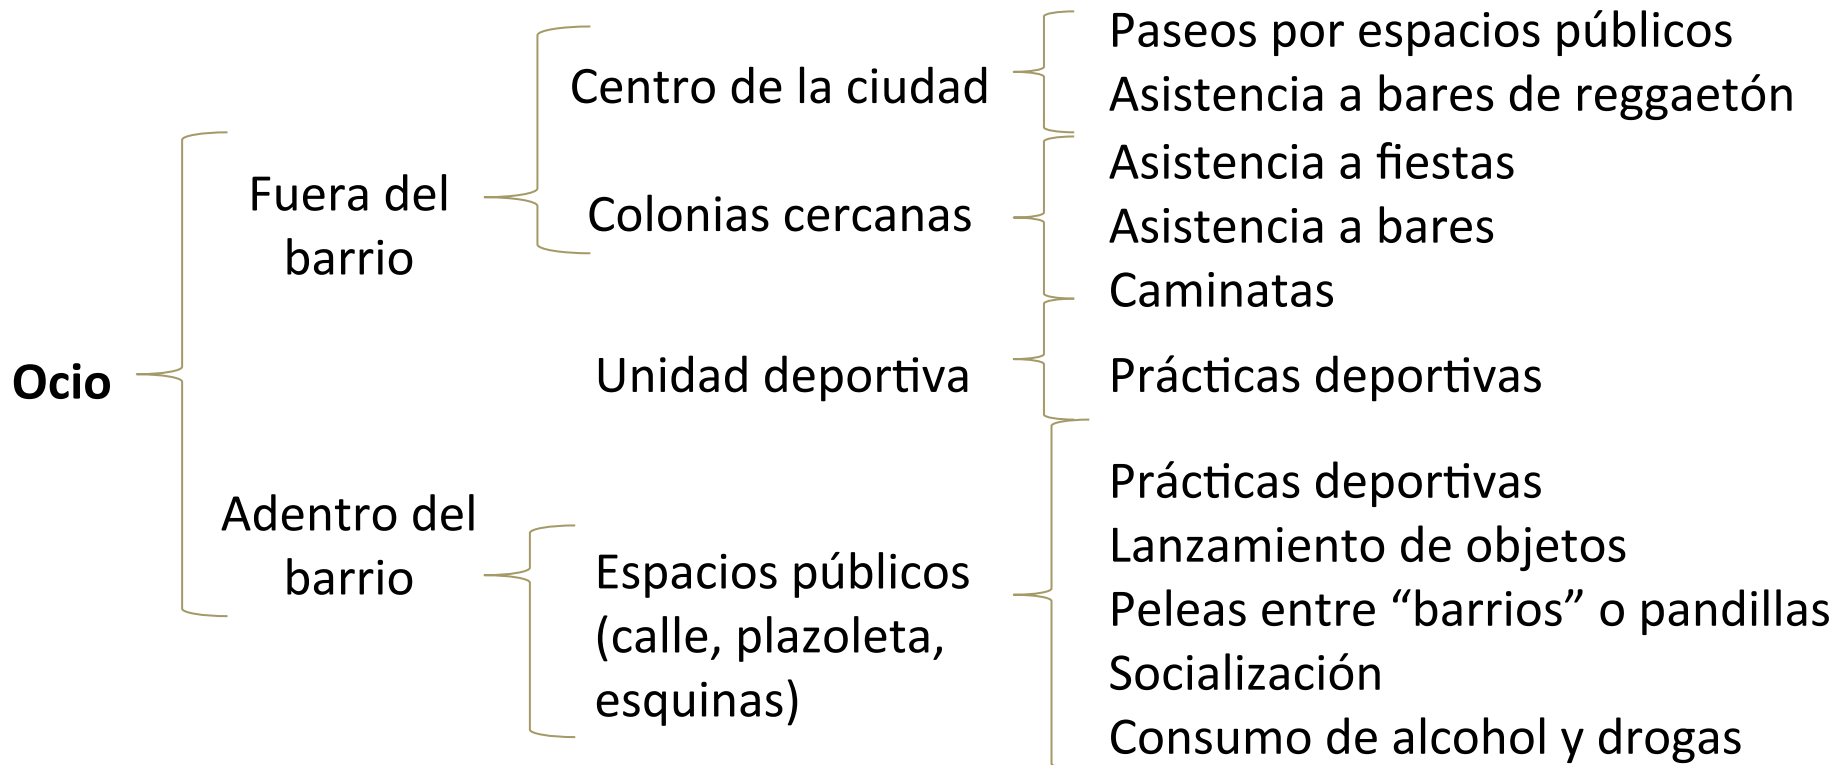 Ocio
Fuera del
barrio
Centro de la ciudad
Paseos por espacios públicos
Asistencia a bares de reggaetón
Colonias cercanas
Asistencia a fiestas
Asistencia a bares
Caminatas
Adentro del
barrio
Unidad deportiva
Prácticas deportivas
Espacios públicos
(calle, plazoleta,
esquinas)
Prácticas deportivas
Lanzamiento de objetos
Peleas entre “barrios” o pandillas
Socialización
Consumo de alcohol y drogas